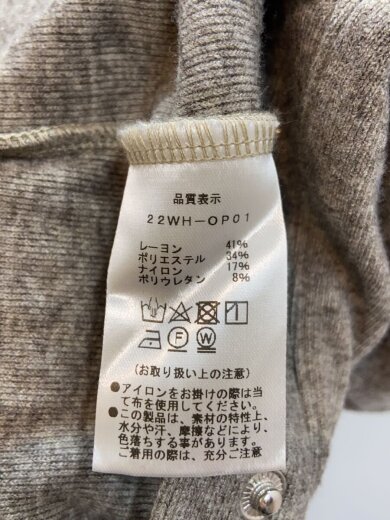 品質表示
22WH-OP01
レーヨン 41%
ポリエステル 34%
ナイロン 17%
ポリウレタン 8%
F W
(お取り扱い上の注意)
●アイロンをお掛けの際は当
て布を使用してください。
●この製品は、素材の特性上、
水分や汗、摩擦などにより、
色落ちする事があります。
ご着用の際は、充分ご注意